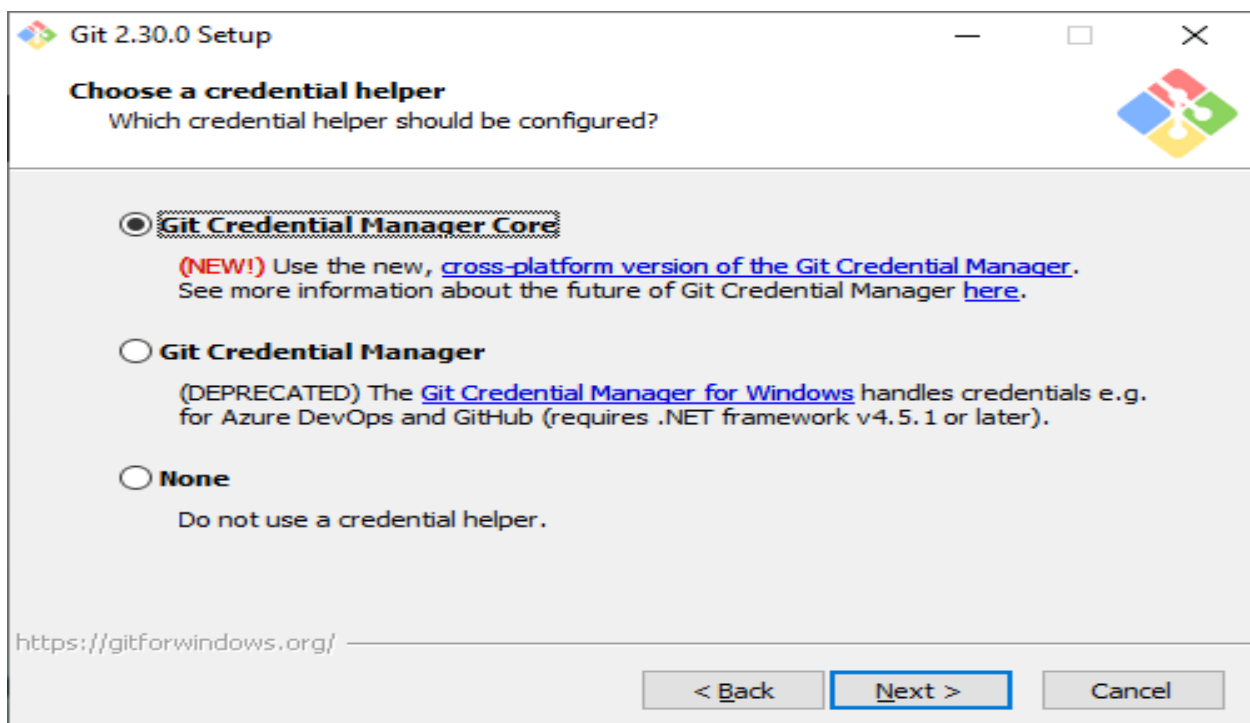 Git 2.30.0 Setup
Choose a credential helper
Which credential helper should be configured?
Git Credential Manager Core
(NEW!) Use the new, cross-platform version of the Git Credential Manager.
See more information about the future of Git Credential Manager here.
Git Credential Manager
(DEPRECATED) The Git Credential Manager for Windows handles credentials e.g.
for Azure DevOps and GitHub (requires .NET framework v4.5.1 or later).
None
Do not use a credential helper.
https://gitforwindows.org/
< Back
Next >
Cancel